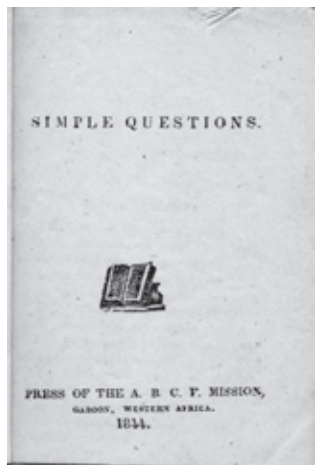 SIMPLE QUESTIONS.
PRESS OF THE A. B. C. F. MISSION,
GABOON, WESTERN AFRICA.
1844.